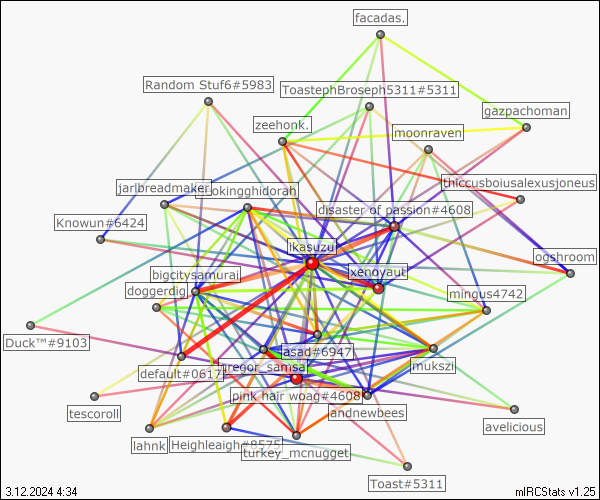 facadas.
Random Stuf6#5983
ToastephBroseph5311#5311
gazpachoman
zeehonk.
moonraven
jarlbreadmaker
okingghidorah
thiccusboiusalexusjoneus
Knowun#6424
disaster of passion#4608
likasuzu
ogshroom
bigcitysamurai
xenoyaut
doggerdig
mingus4742
Duck™#9103
asad#6947
default#0617
gregor_samsa
mukszi
pink hair woag#4608
tescoroll
andnewbees
avelicious
lahnk
Heighleaigh#8575
turkey_mcnugget
Toast#5311
3.12.2024 4:34
mIRCStats v1.25